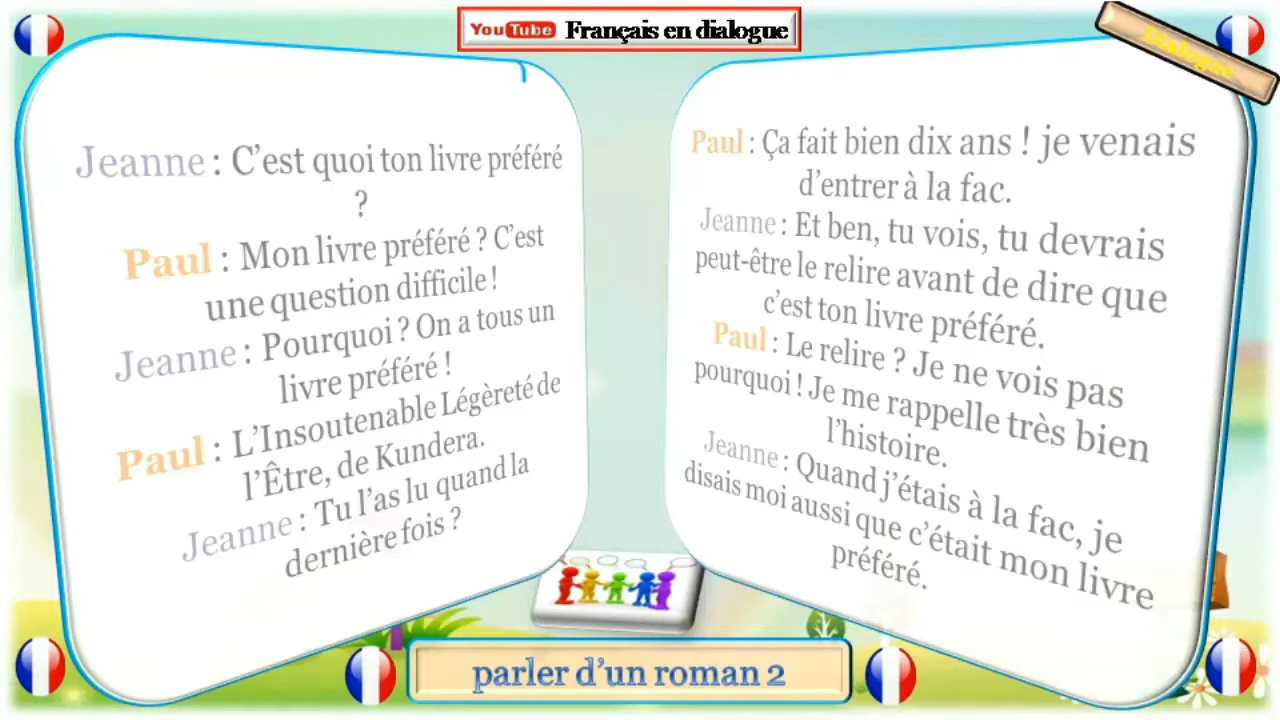 YouTube Français en dialogue
Dialogue
Jeanne : C’est quoi ton livre préféré
?
Paul : Mon livre préféré ? C’est
une question difficile !
Jeanne : Pourquoi ? On a tous un
livre préféré !
Paul : L’Insoutenable Légèreté de
l’Être, de Kundera.
Jeanne : Tu l’as lu quand la
dernière fois ?
Paul : Ça fait bien dix ans ! je venais
d’entrer à la fac.
Jeanne : Et ben, tu vois, tu devrais
peut-être le relire avant de dire que
c’est ton livre préféré.
Paul : Le relire ? Je ne vois pas
pourquoi ! Je me rappelle très bien
l’histoire.
Jeanne : Quand j’étais à la fac, je
disais moi aussi que c’était mon livre
préféré.
parler d’un roman 2